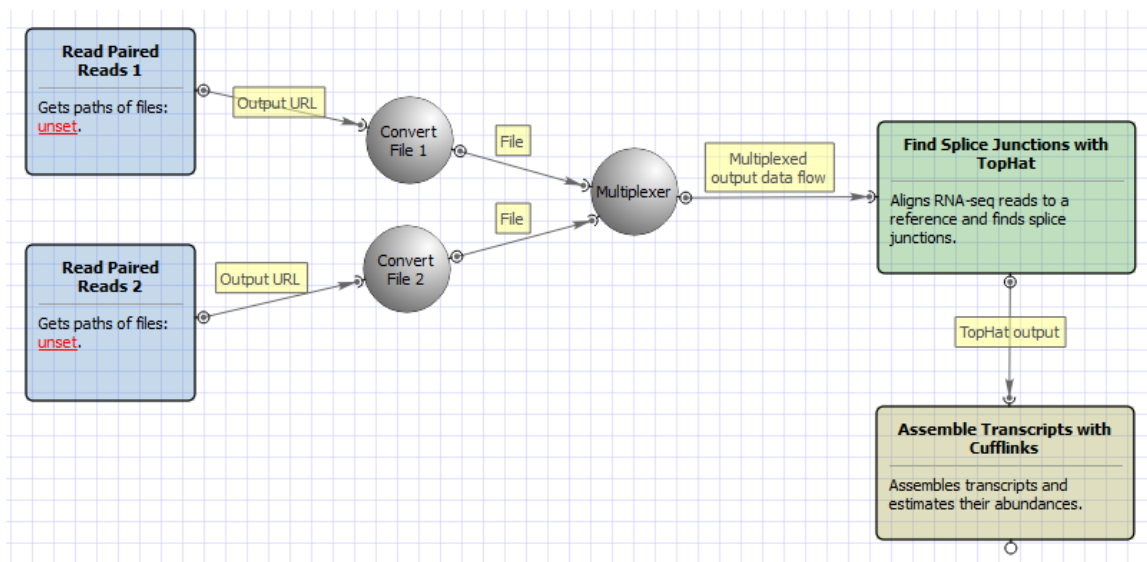 Read Paired
Reads 1
Gets paths of files:
unset.
Output URL
Convert
File 1
File
Multiplexer
Multiplexed
output data flow
Find Splice Junctions with
TopHat
Aligns RNA-seq reads to a
reference and finds splice
junctions.
Read Paired
Reads 2
Gets paths of files:
unset.
Output URL
Convert
File 2
File
TopHat output
Assemble Transcripts with
Cufflinks
Assembles transcripts and
estimates their abundances.